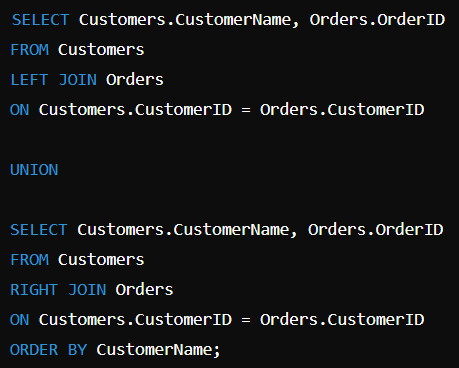 SELECT Customers.CustomerName, Orders.OrderID
FROM Customers
LEFT JOIN Orders
ON Customers.CustomerID = Orders.CustomerID
UNION
SELECT Customers.CustomerName, Orders.OrderID
FROM Customers
RIGHT JOIN Orders
ON Customers.CustomerID = Orders.CustomerID
ORDER BY CustomerName;